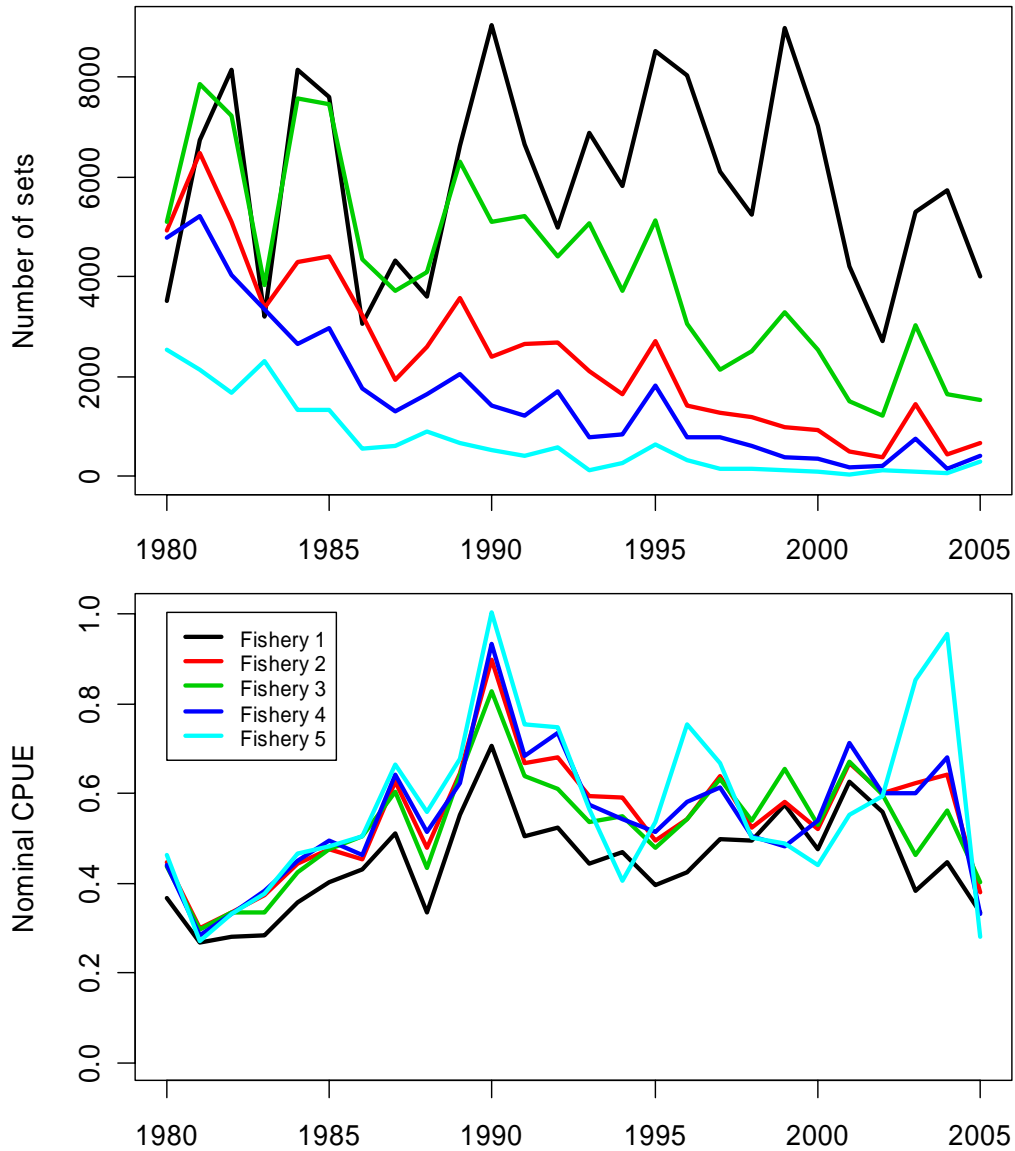 Number of sets
8000
6000
4000
2000
0
1980 1985 1990 1995 2000 2005
Nominal CPUE
1.0
0.8
0.6
0.4
0.2
0.0
Fishery 1
Fishery 2
Fishery 3
Fishery 4
Fishery 5
1980 1985 1990 1995 2000 2005